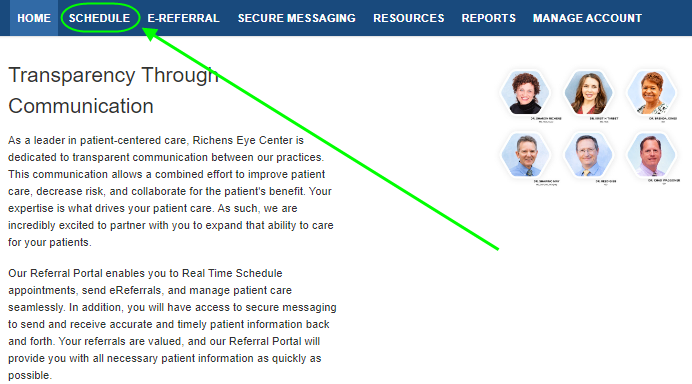 HOME SCHEDULE E-REFERRAL SECURE MESSAGING RESOURCES REPORTS MANAGE ACCOUNT
Transparency Through
Communication
As a leader in patient-centered care, Richens Eye Center is
dedicated to transparent communication between our practices.
This communication allows a combined effort to improve patient
care, decrease risk, and collaborate for the patient's benefit. Your
expertise is what drives your patient care. As such, we are
incredibly excited to partner with you to expand that ability to care
for your patients.
Our Referral Portal enables you to Real Time Schedule
appointments, send eReferrals, and manage patient care
seamlessly. In addition, you will have access to secure messaging
to send and receive accurate and timely patient information back
and forth. Your referrals are valued, and our Referral Portal will
provide you with all necessary patient information as quickly as
possible.
DR. SHARON RICHENS